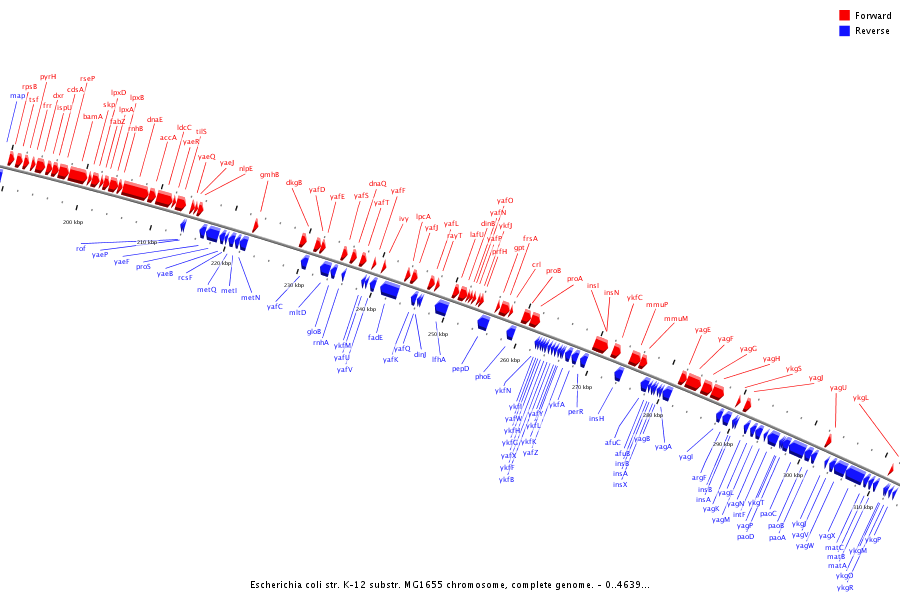 Forward
Reverse
pyrH
rseP
rpsB
cdsA
map
tsf
dxr
lpxD
frr
ispU
skp
lpxB
lpxA
bamA
fabZ
dnaE
rnhB
ldcC
tilS
accA
yaeR
yaeQ
yaeJ
nlpE
gmhB
dkgB
yafD
yafE
dnaQ
yafS
yafF
yafT
ivy
lpcA
yafJ
yafL
rayT
yafO
yafN
dinB
ykfJ
lafU
yafP
frsA
prfH
gpt
crl
proB
proA
insI
insN
ykfC
mmuP
mmuM
yagE
yagF
yagG
yagH
ykgS
yagJ
yagU
ykgL
200 kbp
210 kbp
220 kbp
230 kbp
240 kbp
250 kbp
260 kbp
270 kbp
280 kbp
290 kbp
300 kbp
310 kbp
rof
yaeP
yaeF
proS
yaeB
rcsF
metQ
metI
metN
yafC
mltD
gloB
rnhA
ykfM
yafU
yafV
fadE
yafK
yafQ
dinJ
lfhA
pepD
phoE
ykfN
ykfI
yafW
ykfH
ykfG
yafX
ykfF
ykfB
yafY
ykfL
ykfK
yafZ
ykfA
perR
insH
afuC
afuB
insB
insA
insX
yagB
yagA
yagI
argF
insB
insA
yagK
yagM
yagL
yagN
intF
yagP
paoD
ykgT
paoC
paoB
paoA
ykgJ
yagV
yagW
yagX
matC
matB
matA
ykgO
ykgR
ykgM
ykgP
Escherichia coli str. K-12 substr. MG1655 chromosome, complete genome. - 0..4639...